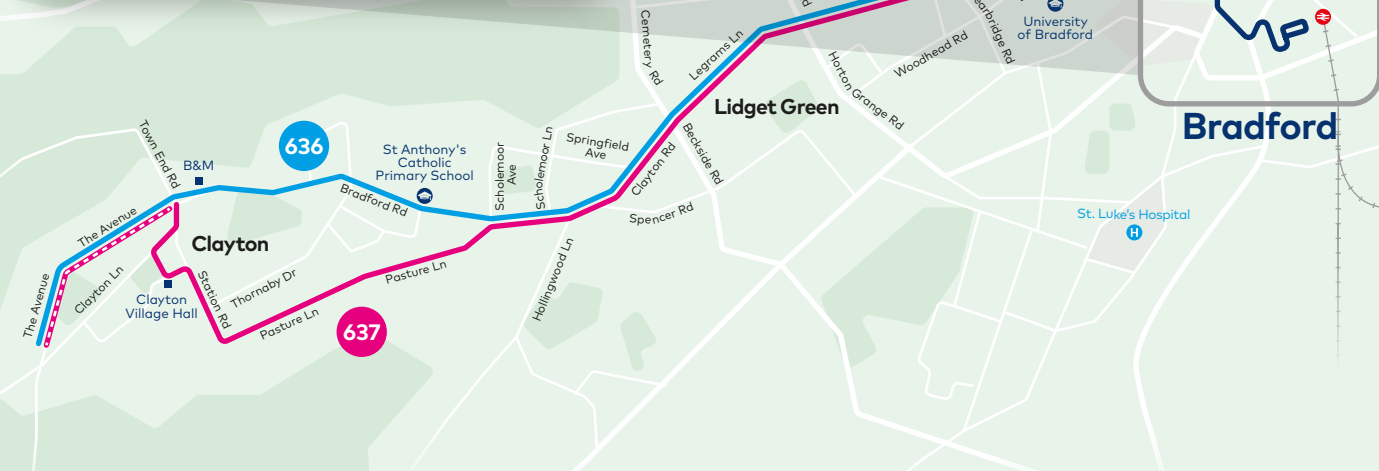 Cemetery Rd
Legrams Ln
rd
earbridge Rd
University
of Bradford
Woodhead Rd
Horton Grange Rd
Lidget Green
Bradford
Town End Rd
B&M
636
St Anthony's
Catholic
Primary School
Scholemoor
Ave
Scholemoor Ln
Springfield
Ave
Clayton Rd
Beckside Rd
Bradford Rd
Spencer Rd
St. Luke's Hospital
H
The Avenue
Clayton
The Avenue
Clayton Ln
Clayton
Village Hall
Station Rd
Thornaby Dr
Pasture Ln
Pasture Ln
Hollingwood Ln
637